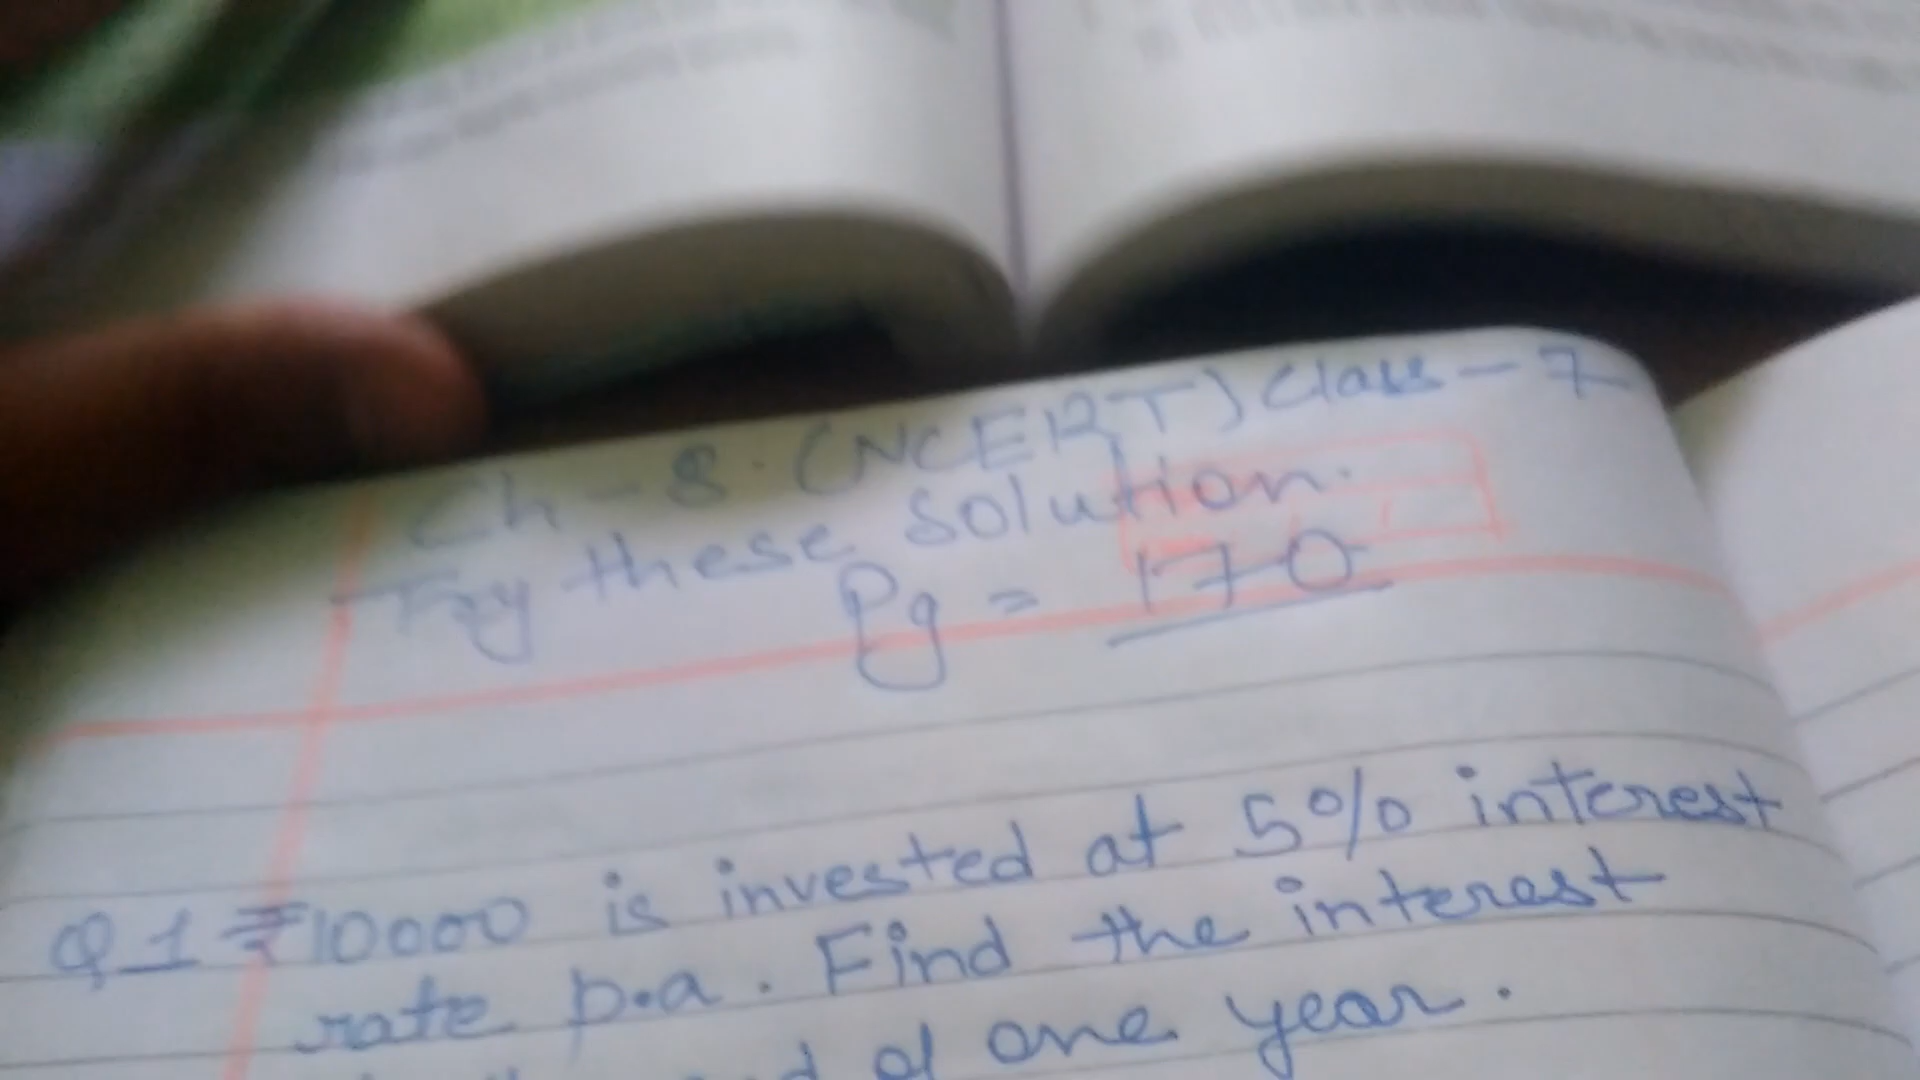 Ch-8. (NCERT) Class-7
Try these solution.
Pg = 170
Q1 ₹10000 is invested at 5% interest
rate p.a. Find the interest
of one year.